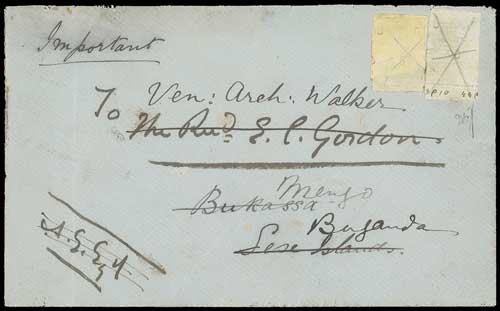 Important
To Ven: Arch: Walker
The Revd E. C. Gordon.
Mengo
Bukassa
Buganda
Sese Islands.